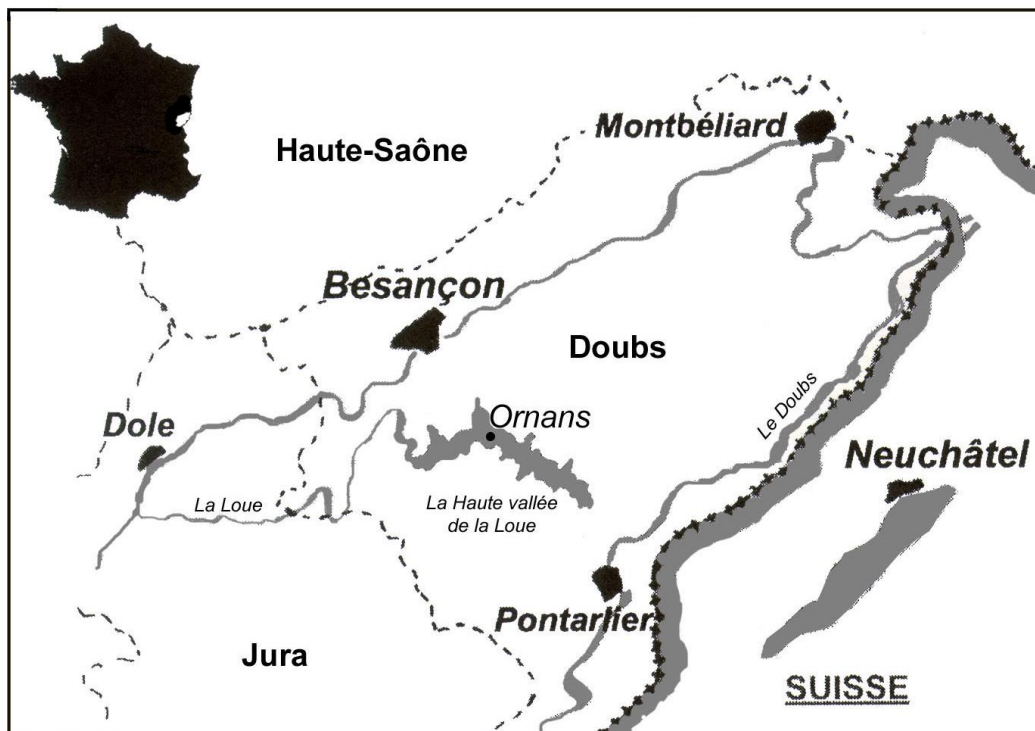 Montbéliard
Haute-Saône
Besançon
Doubs
Le Doubs
Ornans
Dole
Neuchâtel
La Loue
La Haute vallée
de la Loue
Pontarlier
Jura
SUISSE